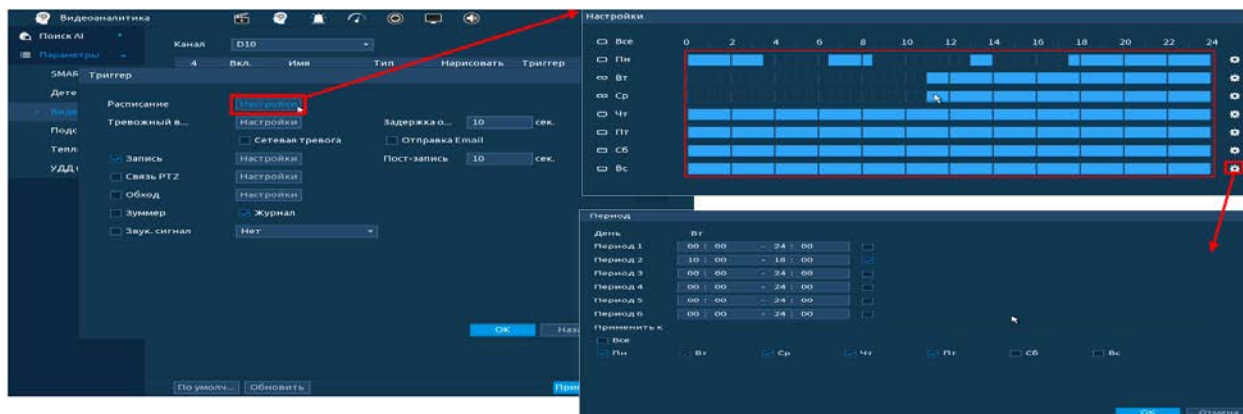 Видеоаналитика
Поиск AI
Параметры
Канал D10
4 Вкл. Имя Тип Нарисовать Триггер
SMAR
Триггер
Дете
Расписание Настройки
Тревожный в... Настройки Задержка о... 10 сек.
Подс
Сетевая тревога Отправка Email
Тепл
Запись Настройки Пост-запись 10 сек.
УДД
Связь PTZ Настройки
Обход Настройки
Зуммер Журнал
Звук. сигнал Нет
OK Наза
По умолч... Обновить При
Настройки
Все 0 2 4 6 8 10 12 14 16 18 20 22 24
Пн
Вт
Ср
Чт
Пт
Сб
Вс
Период
День Вт
Период 1 00 : 00 - 24 : 00
Период 2 10 : 00 - 18 : 00
Период 3 00 : 00 - 24 : 00
Период 4 00 : 00 - 24 : 00
Период 5 00 : 00 - 24 : 00
Период 6 00 : 00 - 24 : 00
Применить к
Все
Пн Вт Ср Чт Пт Сб Вс
OK Отмена